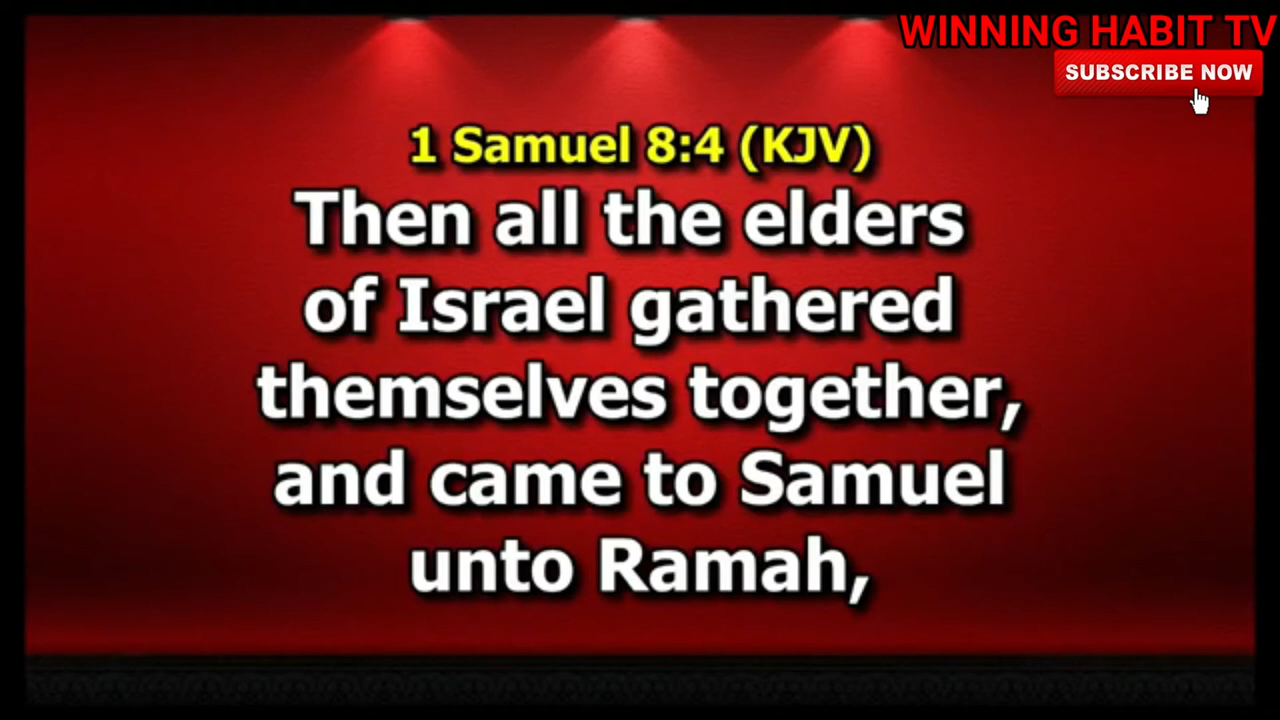 WINNING HABIT TV
SUBSCRIBE NOW
1 Samuel 8:4 (KJV)
Then all the elders
of Israel gathered
themselves together,
and came to Samuel
unto Ramah,